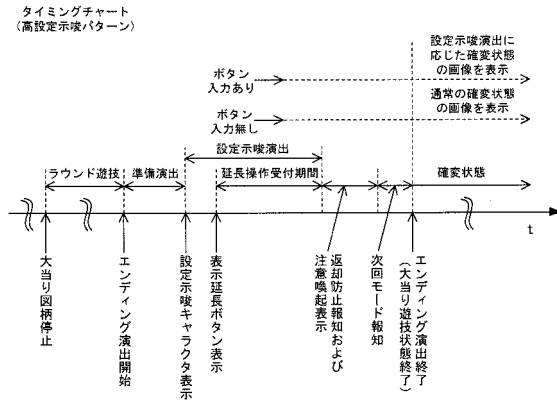 タイミングチャート
(高設定示唆パターン)
設定示唆演出に
応じた確変状態
の画像を表示
ボタン
入力あり
通常の確変状態
の画像を表示
ボタン
入力無し
設定示唆演出
ラウンド遊技
準備演出
延長操作受付期間
確変状態
t
大当り図柄停止
エンディング演出開始
設定示唆キャラクタ表示
表示延長ボタン表示
返却防止報知および
注意喚起表示
次回モード報知
エンディング演出終了
(大当り遊技状態終了)